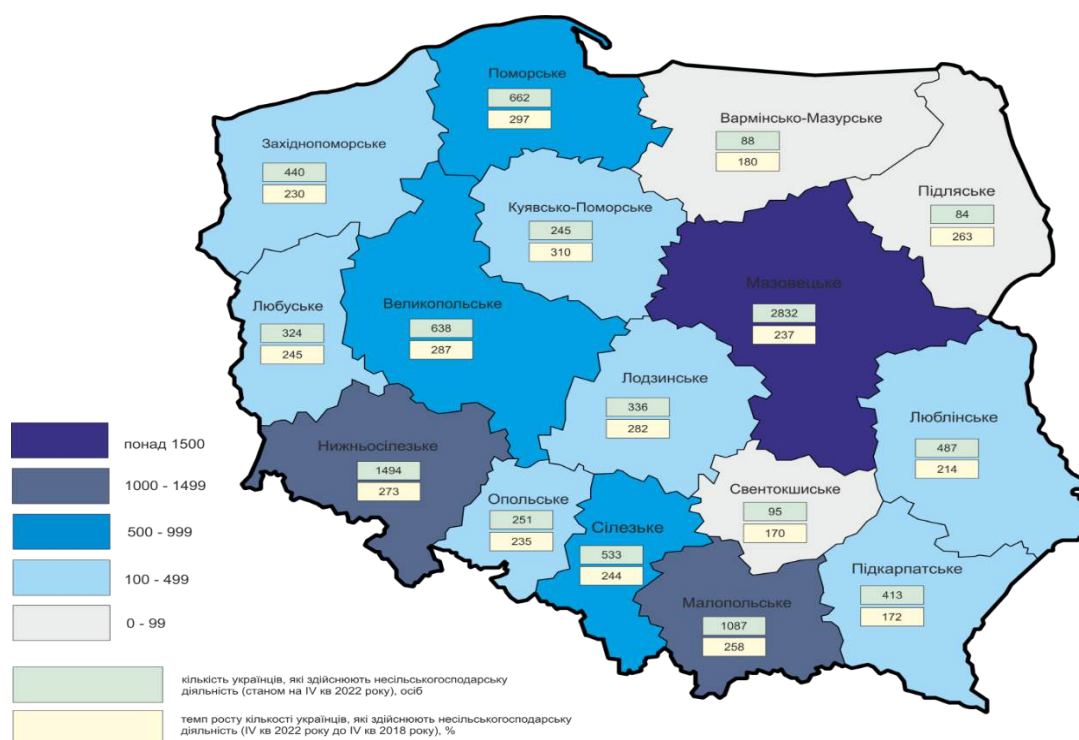 Поморське
662
297
Вармінсько-Мазурське
88
180
Західнопоморське
440
230
Підляське
84
263
Куявсько-Поморське
245
310
Мазовецьке
2832
237
Любуське
324
245
Великопольське
638
287
Лодзинське
336
282
Люблінське
487
214
Нижньосілезьке
1494
273
Опольське
251
235
Сілезьке
533
244
Свентокшиське
95
170
Малопольське
1087
258
Підкарпатське
413
172
понад 1500
1000 - 1499
500 - 999
100 - 499
0 - 99
кількість українців, які здійснюють несільськогосподарську
діяльність (станом на IV кв 2022 року), осіб
темп росту кількості українців, які здійснюють несільськогосподарську
діяльність (IV кв 2022 року до IV кв 2018 року), %